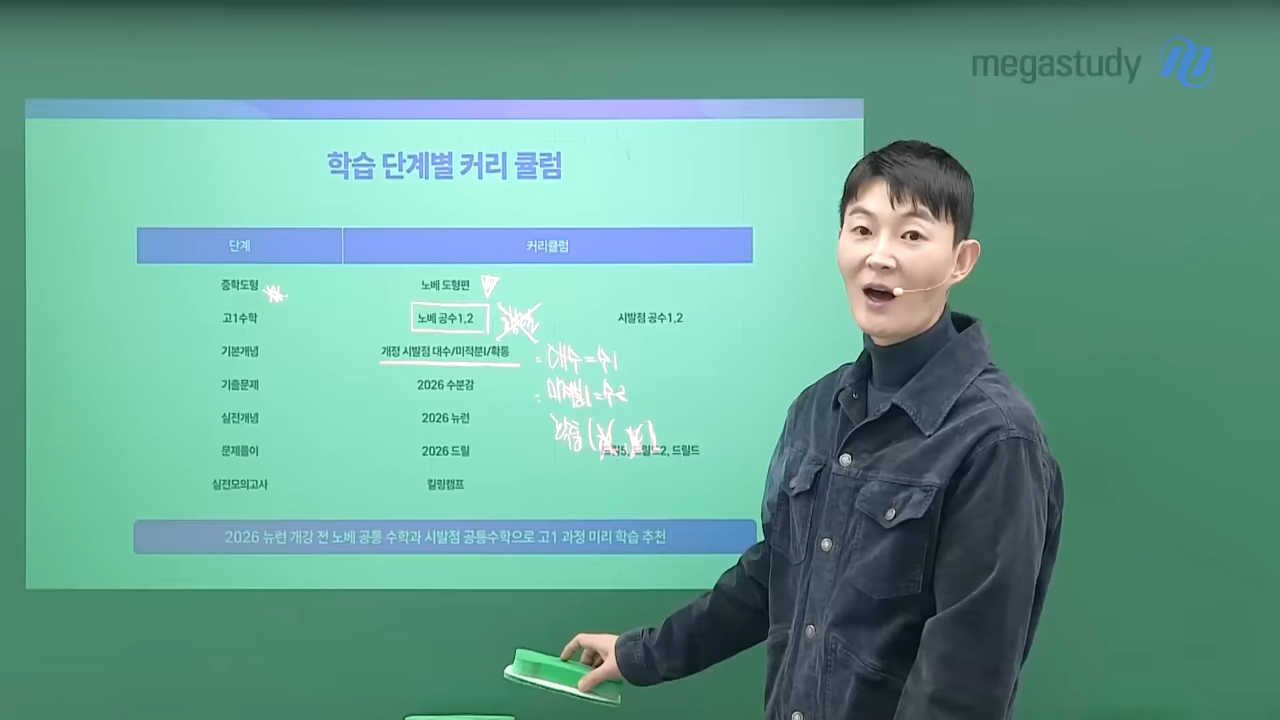 megastudy
학습 단계별 커리 큘럼
단계 커리큘럼
중학도형 노베 도형편
고1수학 노베 공수1,2 시발점 공수1,2
기본개념 개정 시발점 대수/미적분I/확통 : 대수=수1
기출문제 2026 수분감 : 미적분1=수2
실전개념 2026 뉴런
문제풀이 2026 드릴 드릴드2, 드릴드
실전모의고사 킬링캠프
2026 뉴런 개강 전 노베 공통 수학과 시발점 공통수학으로 고1 과정 미리 학습 추천